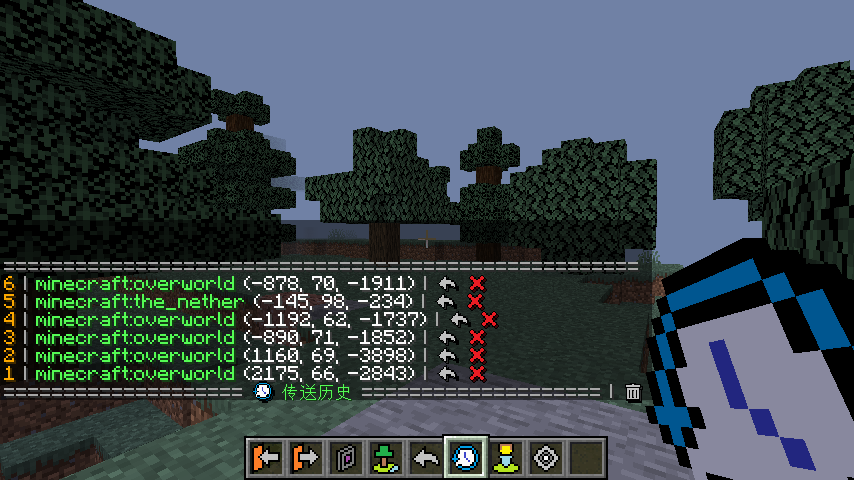 6 | minecraft:overworld (-878, 70, -1911) |
5 | minecraft:the_nether (-145, 98, -234) |
4 | minecraft:overworld (-1192, 62, -1737) |
3 | minecraft:overworld (-890, 71, -1852) |
2 | minecraft:overworld (1160, 69, -3898) |
1 | minecraft:overworld (2175, 66, -2843) |
传送历史 |